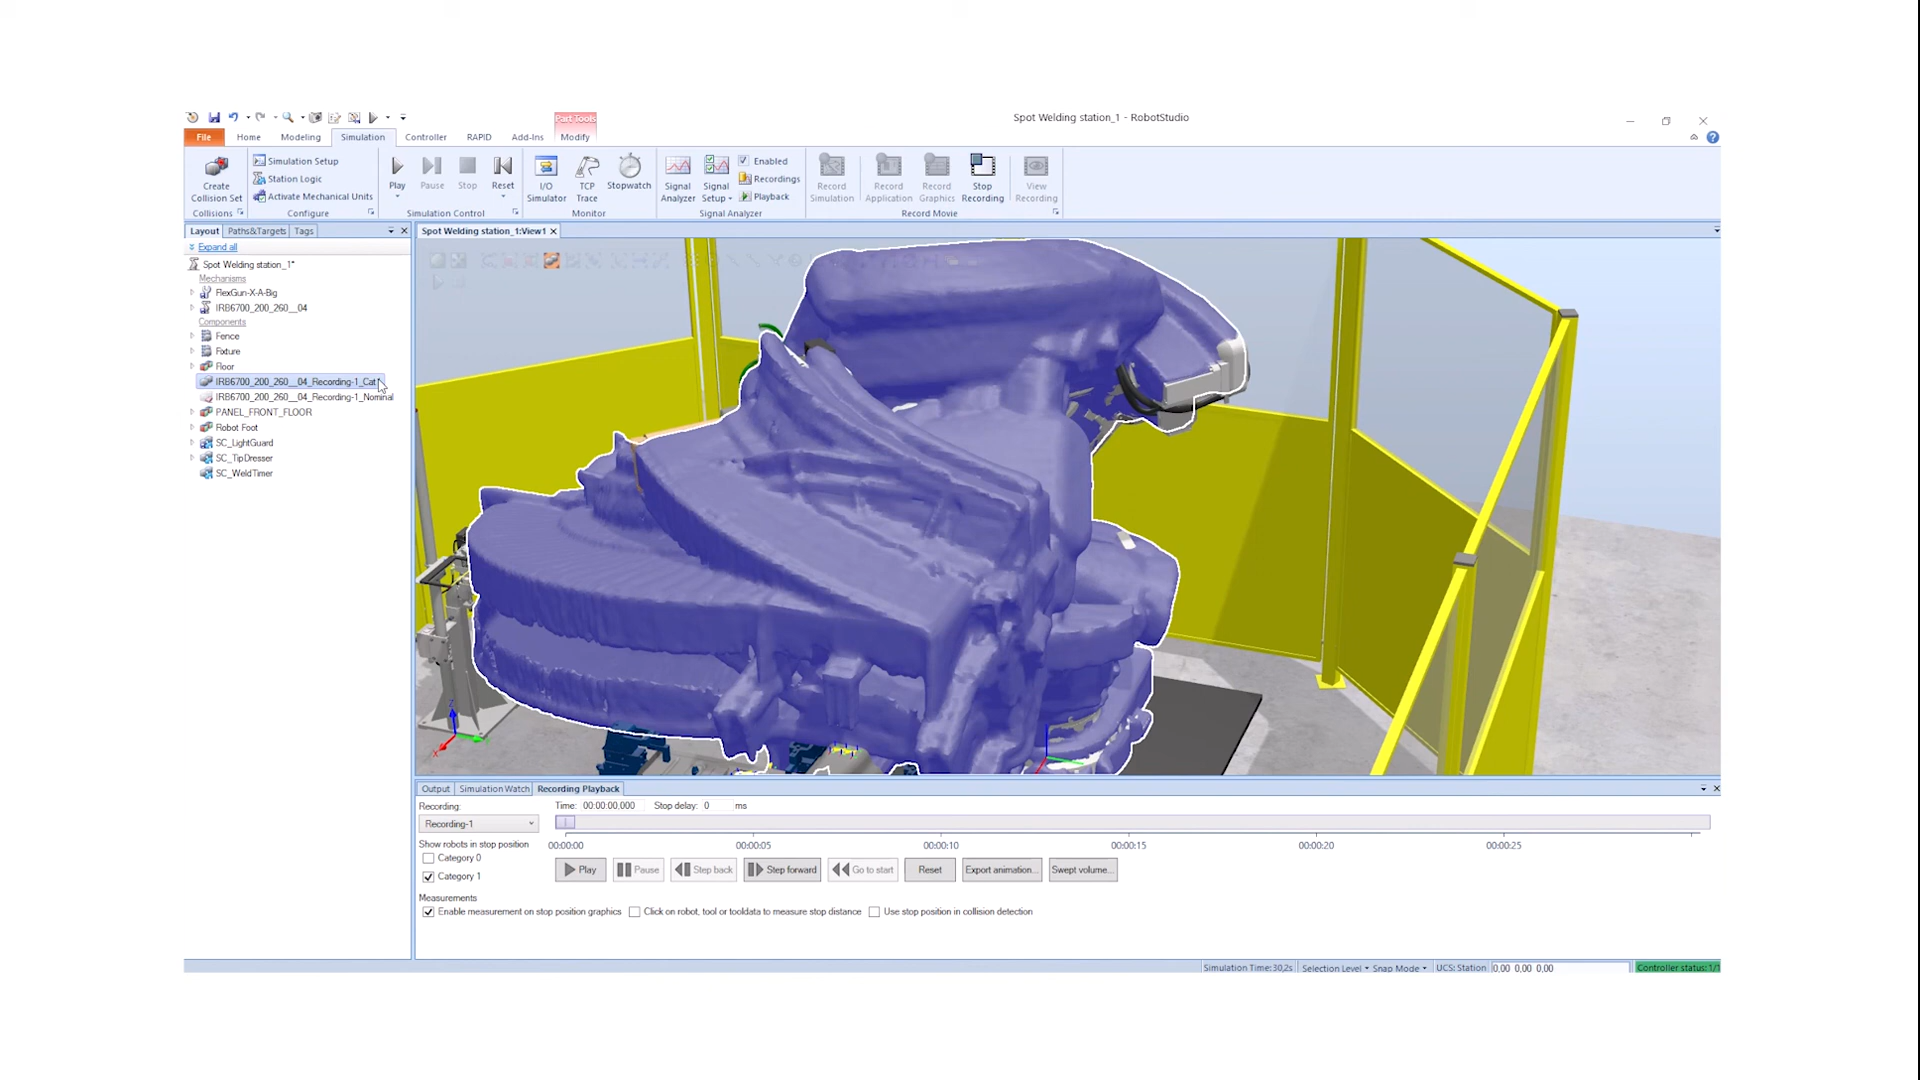 Part Tools
Spot Welding station_1 - RobotStudio
File Home Modeling Simulation Controller RAPID Add-Ins Modify
Create Collision Set
Simulation Setup
Station Logic
Activate Mechanical Units
Play Pause Stop Reset
I/O Simulator
TCP Trace
Stopwatch
Signal Analyzer
Signal Setup
Enabled
Recordings
Playback
Record Simulation
Record Application
Record Graphics
Stop Recording
View Recording
Collisions Configure Simulation Control Monitor Signal Analyzer Record Movie
Layout Paths&Targets Tags
Spot Welding station_1:View1
Expand all
Spot Welding station_1*
Mechanisms
FlexGun-X-A-Big
IRB6700_200_260__04
Components
Fence
Fixture
Floor
IRB6700_200_260__04_Recording-1_Cat
IRB6700_200_260__04_Recording-1_Nominal
PANEL_FRONT_FLOOR
Robot Foot
SC_LightGuard
SC_TipDresser
SC_WeldTimer
Z
X
Output Simulation Watch Recording Playback
Recording:
Time: 00:00:00,000 Stop delay: 0 ms
Recording-1
Show robots in stop position
00:00:00 00:00:05 00:00:10 00:00:15 00:00:20 00:00:25
Category 0
Category 1
Play Pause Step back Step forward Go to start Reset Export animation... Swept volume...
Measurements
Enable measurement on stop position graphics Click on robot, tool or tooldata to measure stop distance Use stop position in collision detection
Simulation Time: 30,2s Selection Level Snap Mode UCS: Station 0,00 0,00 0,00 Controller status: 1/1